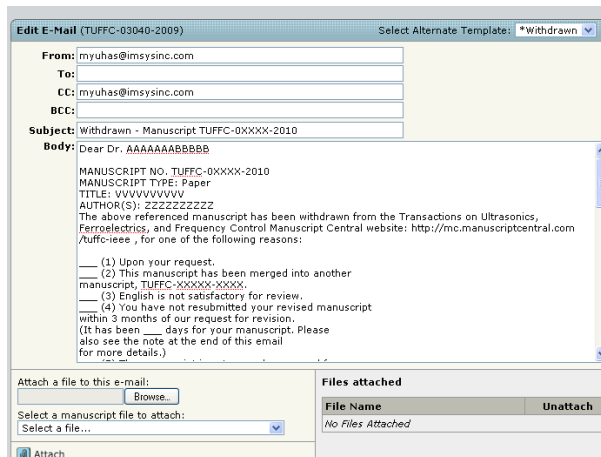 Edit E-Mail (TUFFC-03040-2009) Select Alternate Template: *Withdrawn
From: myuhas@imsysinc.com
To:
CC: myuhas@imsysinc.com
BCC:
Subject: Withdrawn - Manuscript TUFFC-0XXXX-2010
Body: Dear Dr. AAAAAAABBBBB
MANUSCRIPT NO. TUFFC-0XXXX-2010
MANUSCRIPT TYPE: Paper
TITLE: VVVVVVVVVV
AUTHOR(S): ZZZZZZZZZZ
The above referenced manuscript has been withdrawn from the Transactions on Ultrasonics,
Ferroelectrics, and Frequency Control Manuscript Central website: http://mc.manuscriptcentral.com
/tuffc-ieee , for one of the following reasons:
___ (1) Upon your request.
___ (2) This manuscript has been merged into another
manuscript, TUFFC-XXXXX-XXXX.
___ (3) English is not satisfactory for review.
___ (4) You have not resubmitted your revised manuscript
within 3 months of our request for revision.
(It has been ___ days for your manuscript. Please
also see the note at the end of this email
for more details.)
Attach a file to this e-mail:
Browse...
Select a manuscript file to attach:
Select a file...
Attach
Files attached
File Name Unattach
No Files Attached